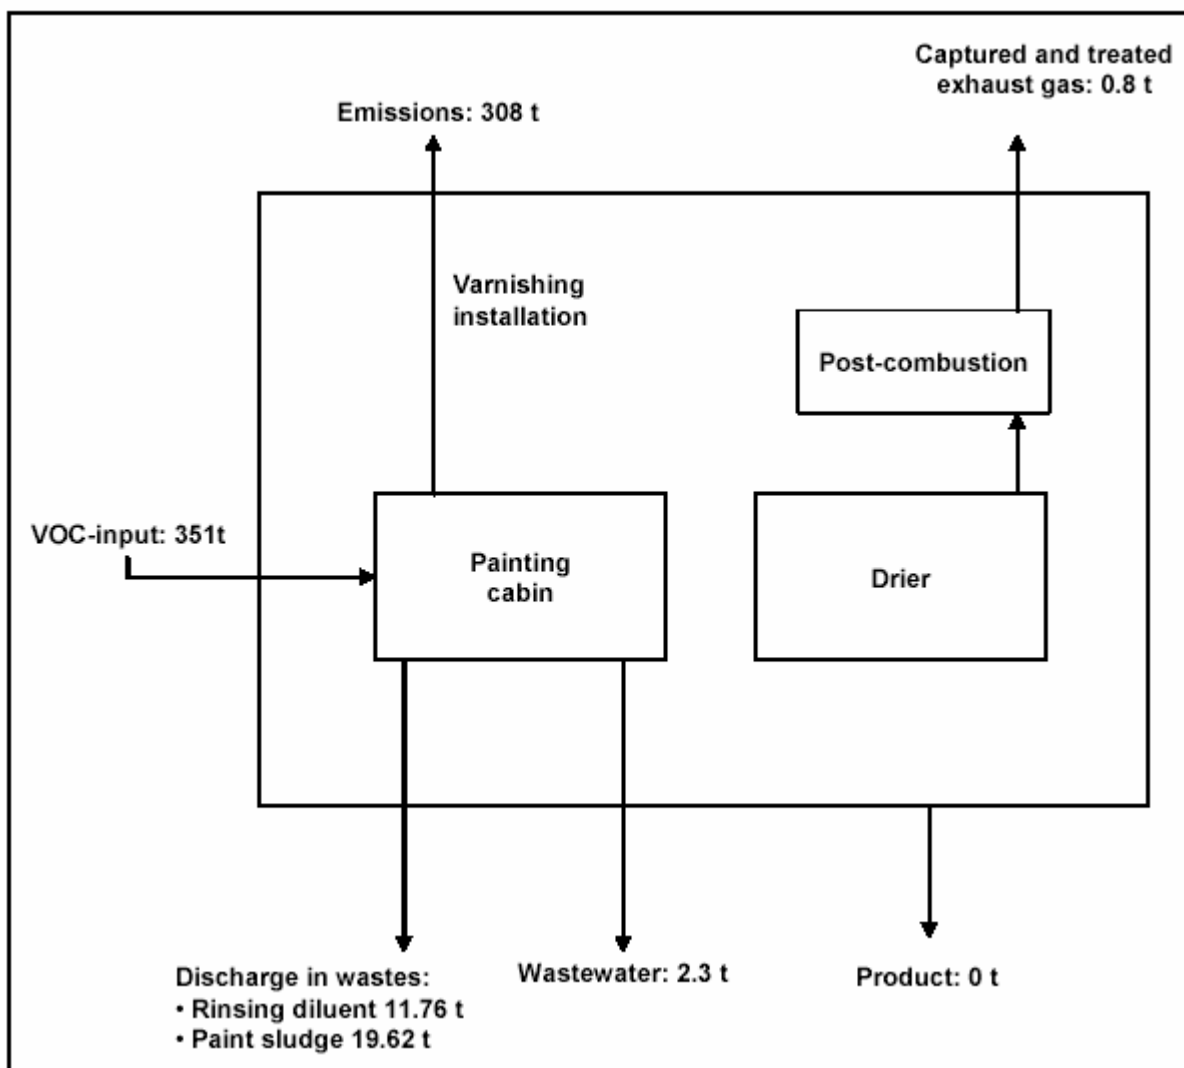 Captured and treated
exhaust gas: 0.8 t
Emissions: 308 t
Varnishing
installation
Post-combustion
VOC-input: 351t
Painting
cabin
Drier
Discharge in wastes:
• Rinsing diluent 11.76 t
• Paint sludge 19.62 t
Wastewater: 2.3 t
Product: 0 t